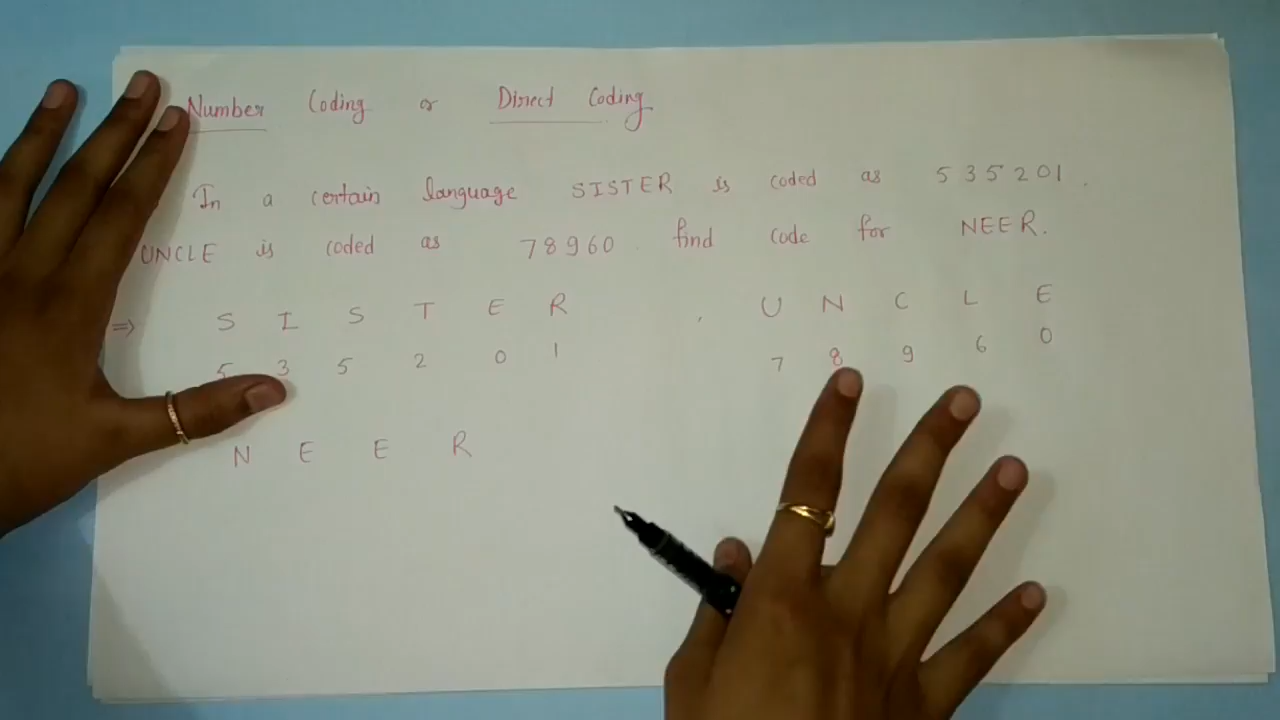 Number Coding or Direct Coding
In a certain language SISTER is coded as 535201.
UNCLE is coded as 78960. find code for NEER.
⇒ S I S T E R , U N C L E
5 3 5 2 0 1 7 8 9 6 0
N E E R